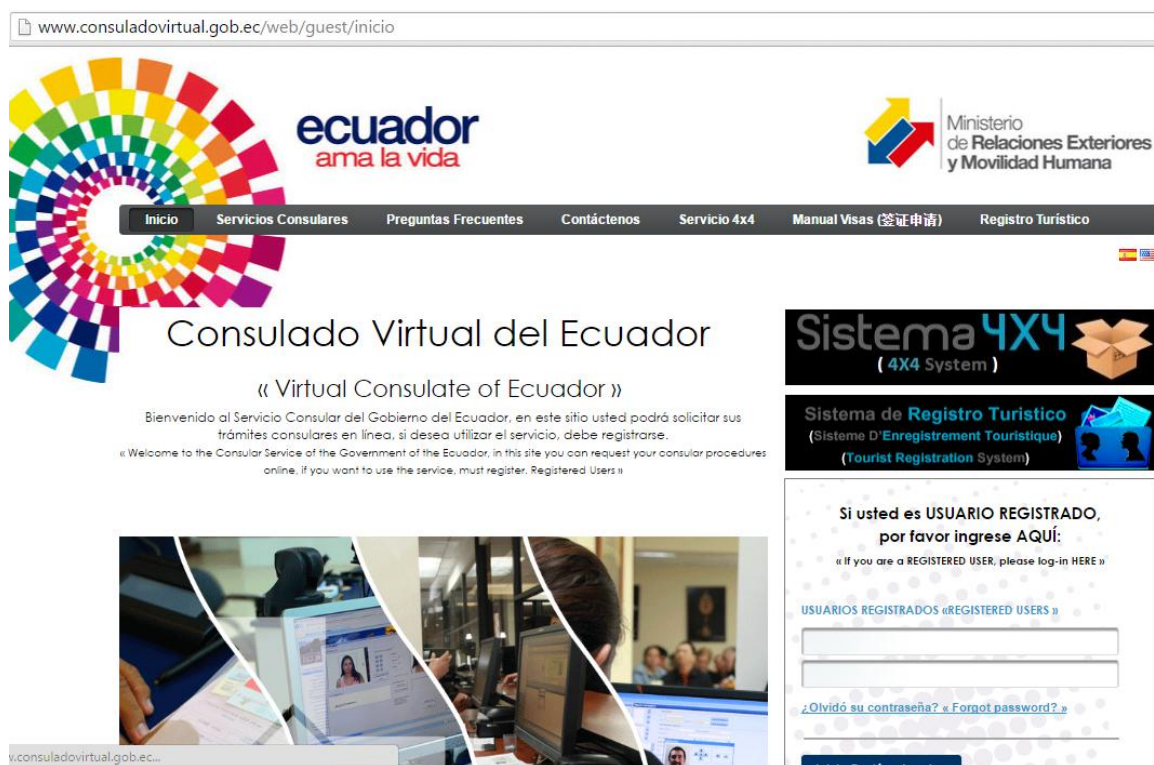 www.consuladovirtual.gob.ec/web/guest/inicio
ecuador
ama la vida
Ministerio
de Relaciones Exteriores
y Movilidad Humana
Inicio Servicios Consulares Preguntas Frecuentes Contáctenos Servicio 4x4 Manual Visas (签证申请) Registro Turístico
Consulado Virtual del Ecuador
« Virtual Consulate of Ecuador »
Bienvenido al Servicio Consular del Gobierno del Ecuador, en este sitio usted podrá solicitar sus
trámites consulares en línea, si desea utilizar el servicio, debe registrarse.
« Welcome to the Consular Service of the Government of the Ecuador, in this site you can request your consular procedures
online, if you want to use the service, must register. Registered Users »
Sistema 4X4
( 4X4 System )
Sistema de Registro Turistico
(Sisteme D'Enregistrement Touristique)
(Tourist Registration System)
Si usted es USUARIO REGISTRADO,
por favor ingrese AQUÍ:
« If you are a REGISTERED USER, please log-in HERE »
USUARIOS REGISTRADOS «REGISTERED USERS »
¿Olvidó su contraseña? « Forgot password? »
.consuladovirtual.gob.ec...